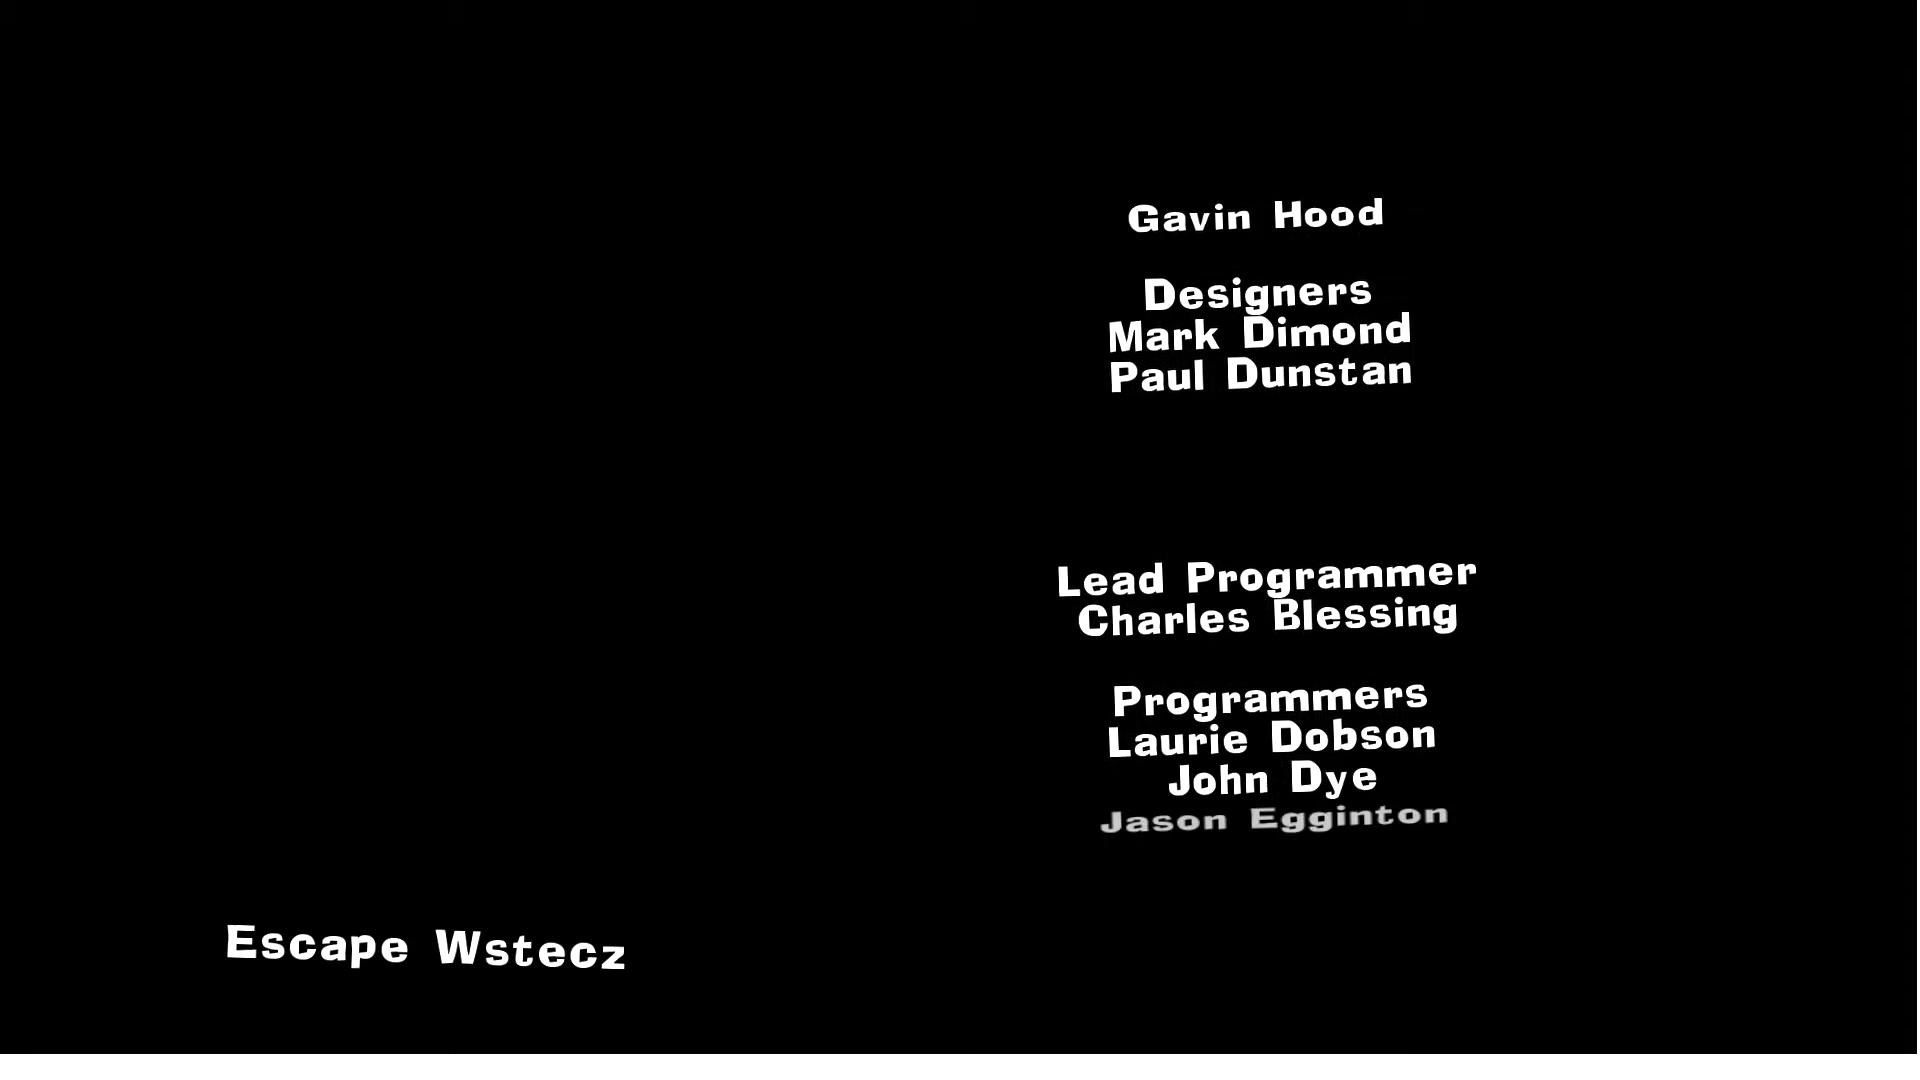 Gavin Hood
Designers
Mark Dimond
Paul Dunstan
Lead Programmer
Charles Blessing
Programmers
Laurie Dobson
John Dye
Jason Egginton
Escape Wstecz